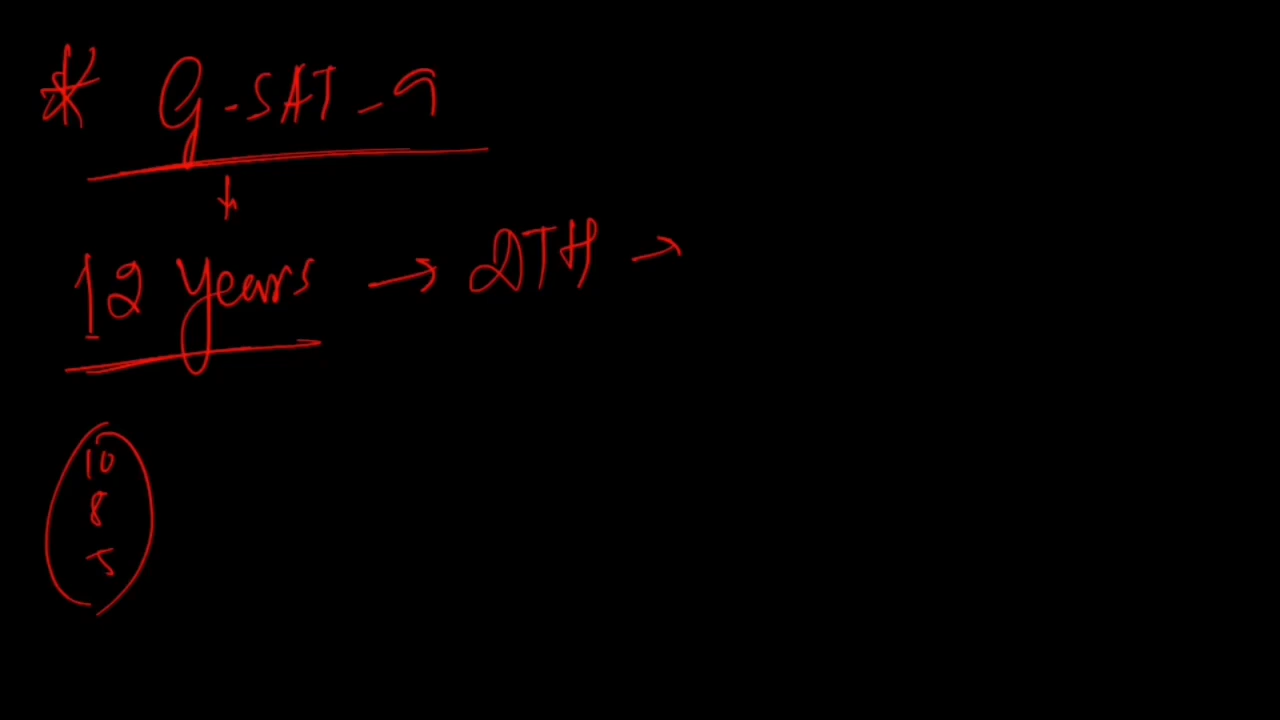 * G-SAT-9
12 years → DTH →
10
8
5